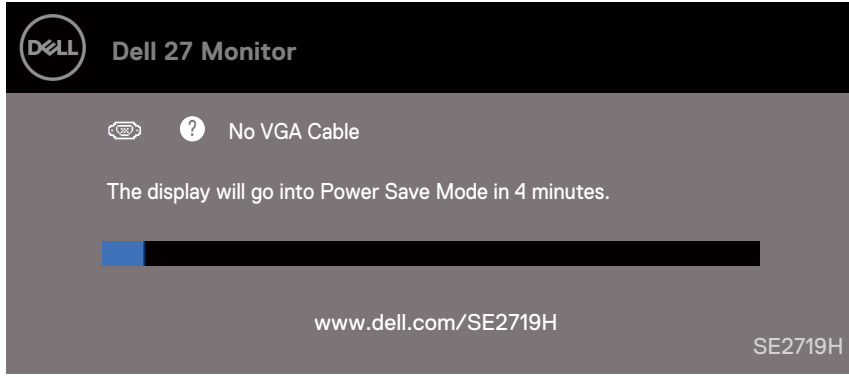 DELL
Dell 27 Monitor
? No VGA Cable
The display will go into Power Save Mode in 4 minutes.
www.dell.com/SE2719H
SE2719H